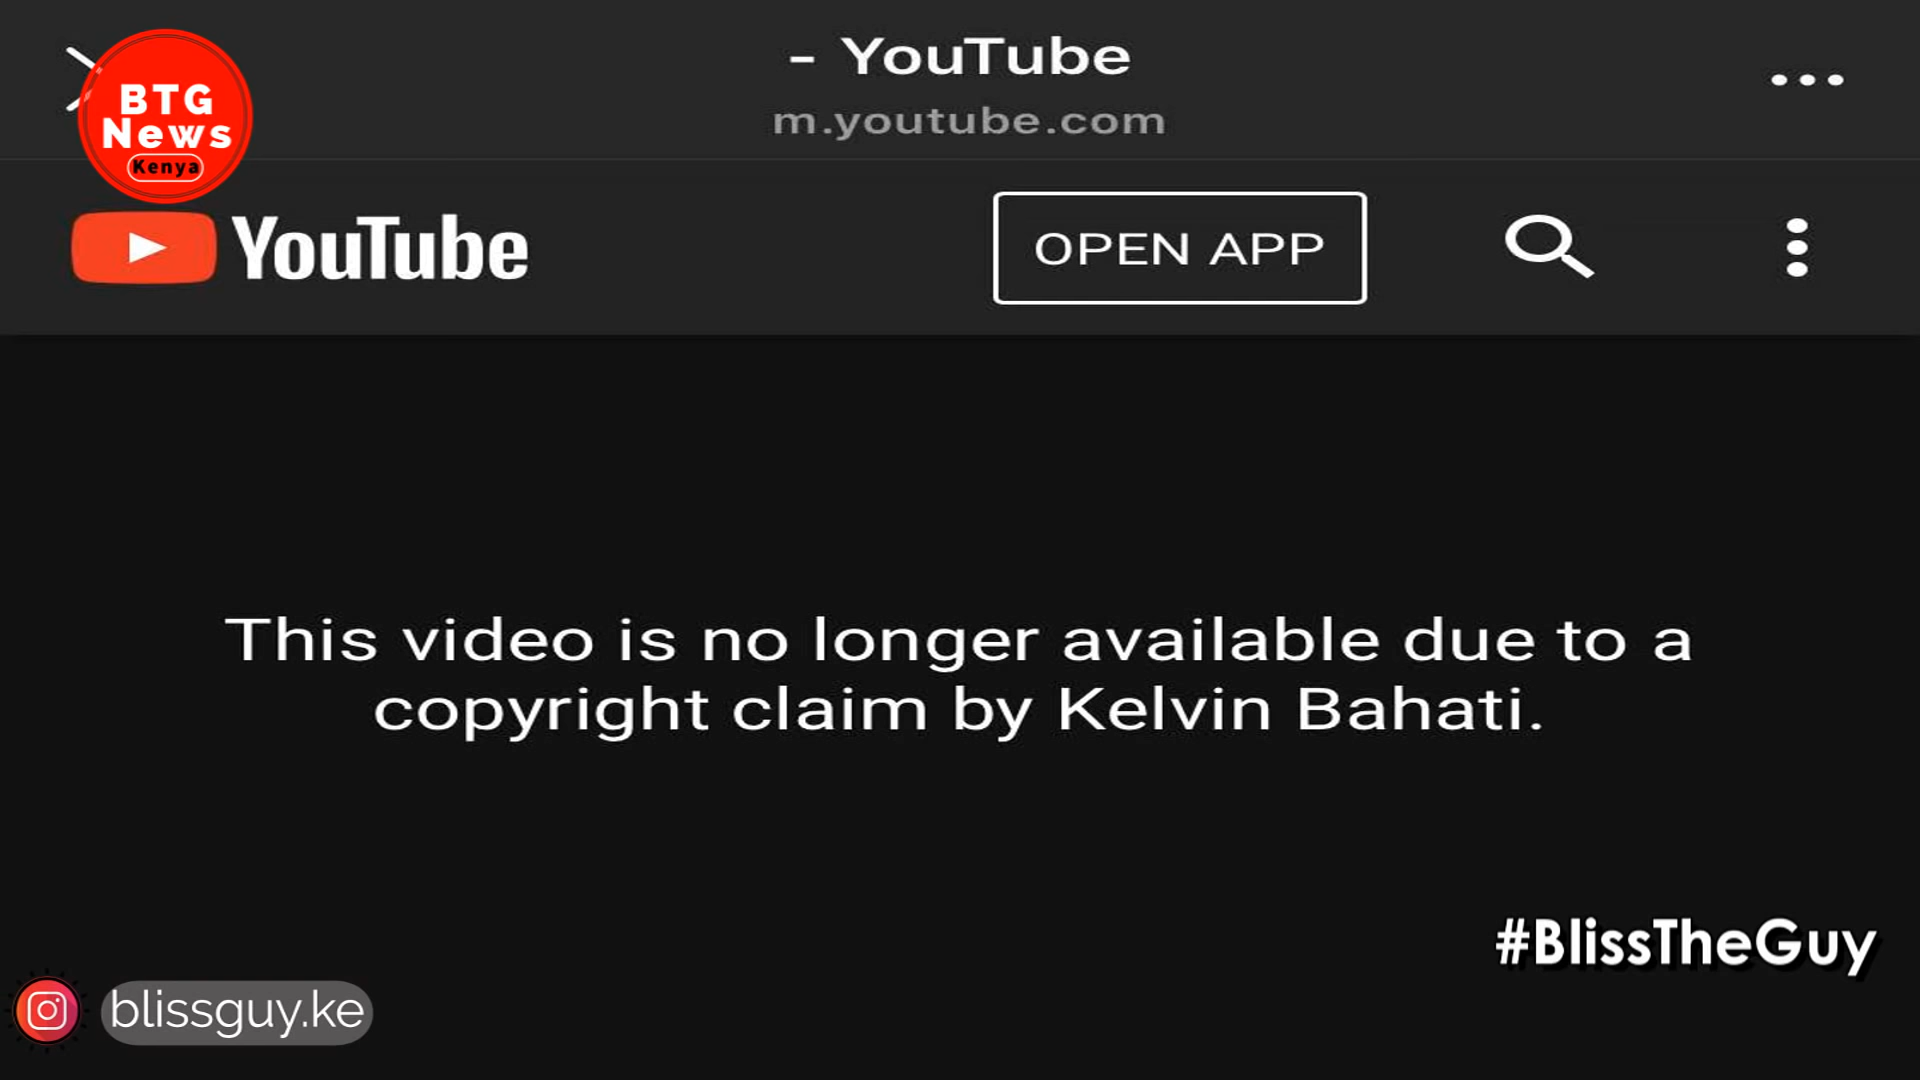 - YouTube
m.youtube.com
BTG
News
Kenya
YouTube
OPEN APP
This video is no longer available due to a
copyright claim by Kelvin Bahati.
#BlissTheGuy
blissguy.ke